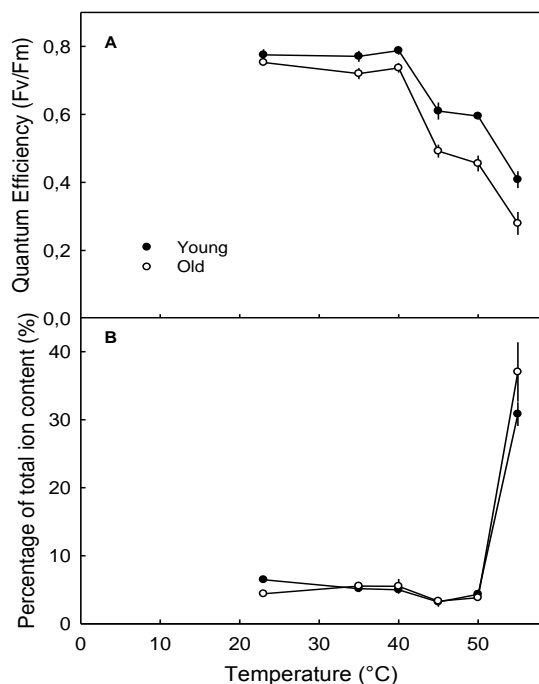 A
0,8
0,6
0,4
0,2
0,0
Quantum Efficiency (Fv/Fm)
Young
Old
B
40
30
20
10
0
Percentage of total ion content (%)
0 10 20 30 40 50
Temperature (°C)